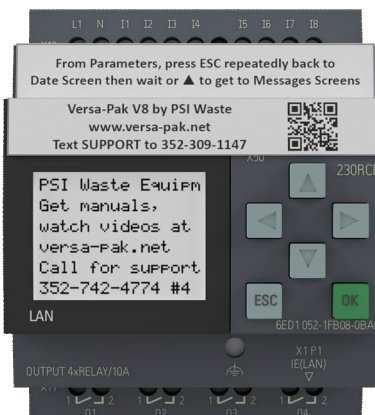 L1 N I1 I2 I3 I4 I5 I6 I7 I8
From Parameters, press ESC repeatedly back to
Date Screen then wait or ▲ to get to Messages Screens
Versa-Pak V8 by PSI Waste
www.versa-pak.net
Text SUPPORT to 352-309-1147
X50
230RCE
PSI Waste Equipm
Get manuals,
watch videos at
versa-pak.net
Call for support
352-742-4774 #4
ESC
OK
LAN
6ED1 052-1FB08-0BA
X1 P1
OUTPUT 4xRELAY/10A
IE(LAN)
X11
1 2 1 2 1 2 1 2
Q1 Q2 Q3 Q4